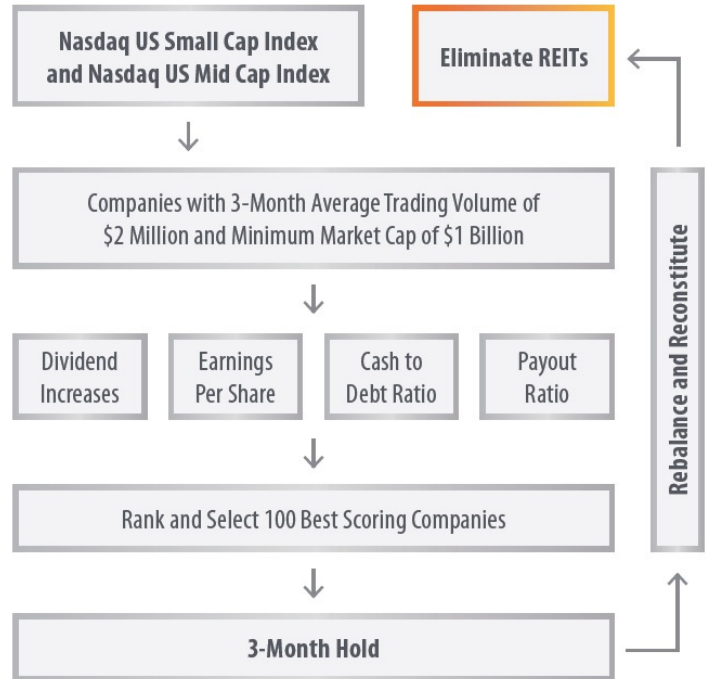 Nasdaq US Small Cap Index
and Nasdaq US Mid Cap Index
Eliminate REITs
Companies with 3-Month Average Trading Volume of
$2 Million and Minimum Market Cap of $1 Billion
Dividend
Increases
Earnings
Per Share
Cash to
Debt Ratio
Payout
Ratio
Rank and Select 100 Best Scoring Companies
3-Month Hold
Rebalance and Reconstitute